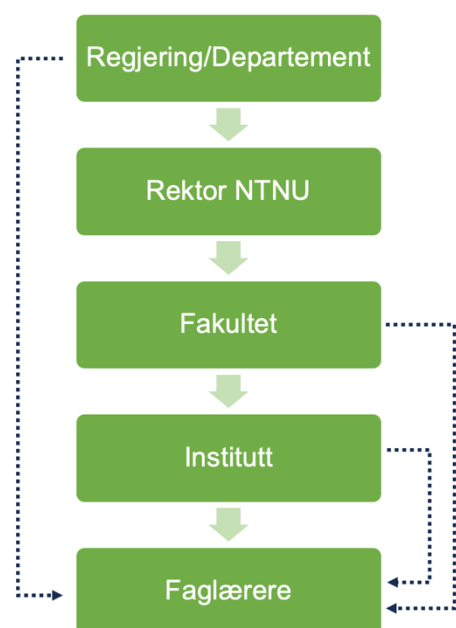 Regjering/Departement
Rektor NTNU
Fakultet
Institutt
Faglærere